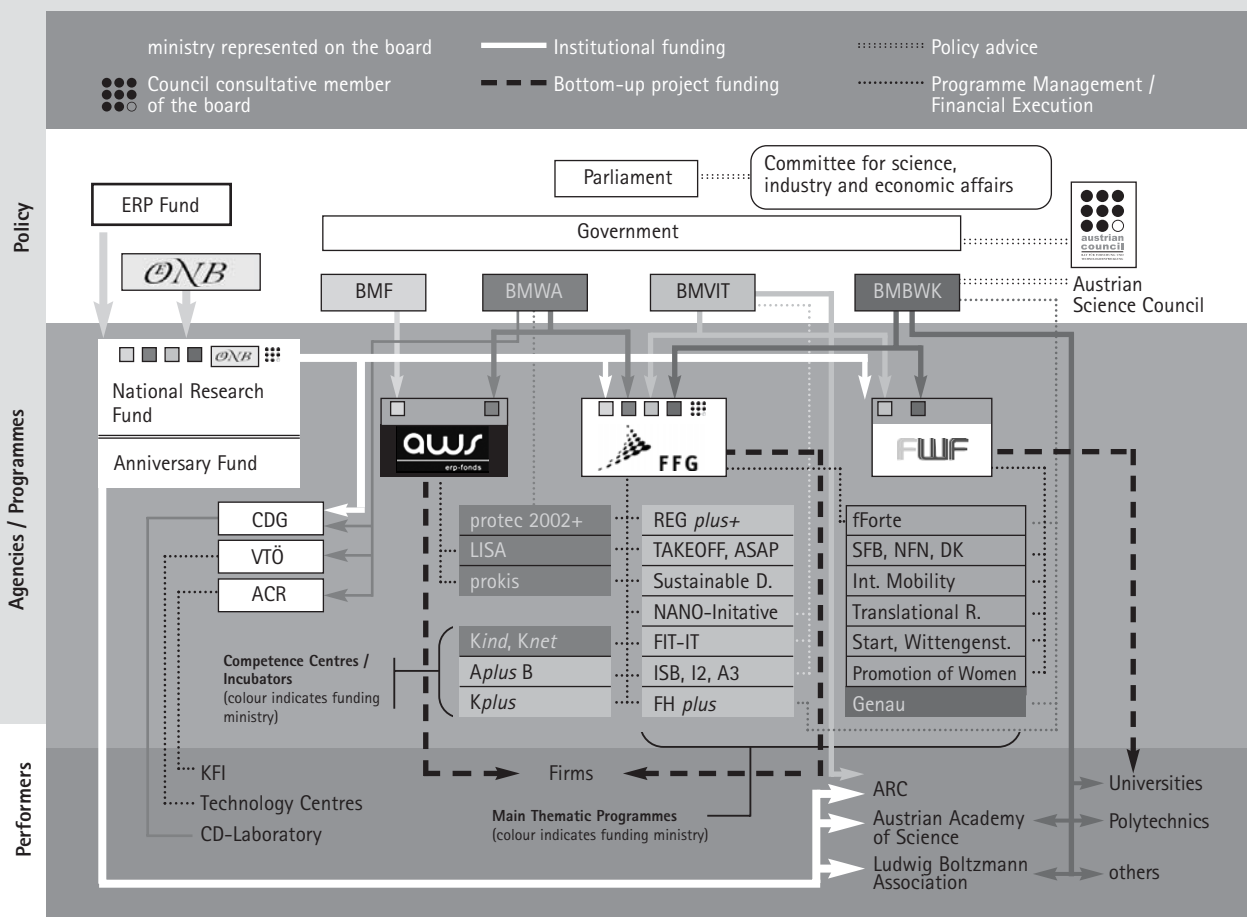 ministry represented on the board
Council consultative member
of the board
Institutional funding
Bottom-up project funding
Policy advice
Programme Management /
Financial Execution
Policy
Agencies / Programmes
Performers
Parliament
Committee for science,
industry and economic affairs
ERP Fund
Government
OENB
austrian
council
Austrian
Science Council
BMF
BMWA
BMVIT
BMBWK
OENB
National Research
Fund
Anniversary Fund
aws
erp-fonds
FFG
FWF
CDG
VTÖ
ACR
protec 2002+
LISA
prokis
Kind, Knet
Aplus B
Kplus
REG plus+
TAKEOFF, ASAP
Sustainable D.
NANO-Initative
FIT-IT
ISB, I2, A3
FH plus
fForte
SFB, NFN, DK
Int. Mobility
Translational R.
Start, Wittengenst.
Promotion of Women
Genau
Competence Centres /
Incubators
(colour indicates funding
ministry)
KFI
Technology Centres
CD-Laboratory
Firms
Main Thematic Programmes
(colour indicates funding ministry)
ARC
Austrian Academy
of Science
Ludwig Boltzmann
Association
Universities
Polytechnics
others